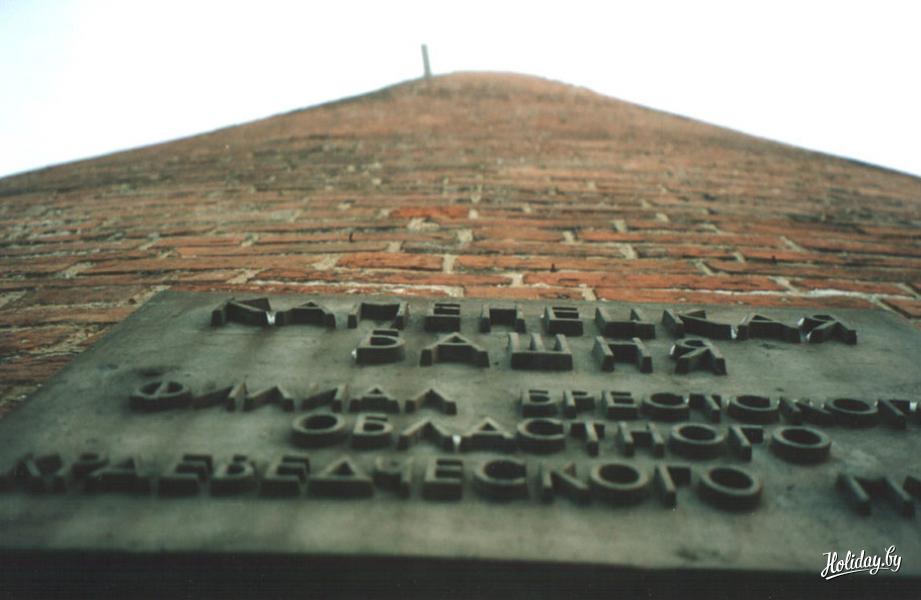 КАМЕНЕЦКАЯ
БАШНЯ
ФИЛИАЛ БРЕСТСКОГО
ОБЛАСТНОГО
КРАЕВЕДЧЕСКОГО
Holiday.by